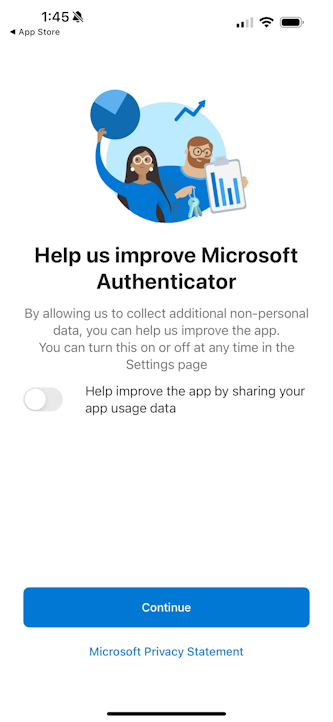 1:45
◀ App Store
Help us improve Microsoft
Authenticator
By allowing us to collect additional non-personal
data, you can help us improve the app.
You can turn this on or off at any time in the
Settings page
Help improve the app by sharing your
app usage data
Continue
Microsoft Privacy Statement